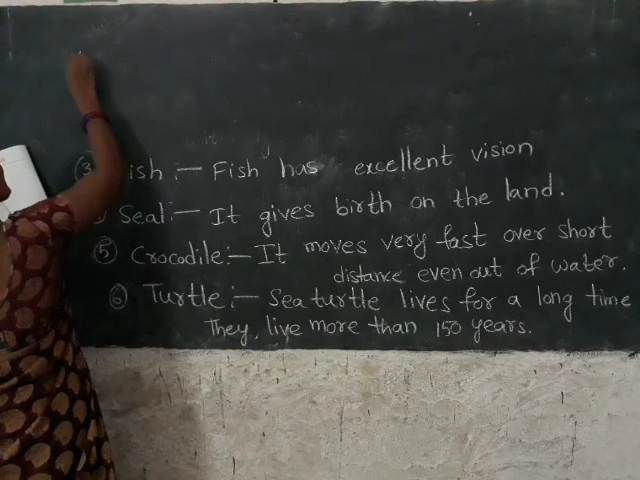 ③ ish :- Fish has excellent vision
Seal:- It gives birth on the land.
⑤ Crocodile:- It moves very fast over short
distance even out of water.
⑥ Turtle:- Sea turtle lives for a long time
They, live more than 150 years.